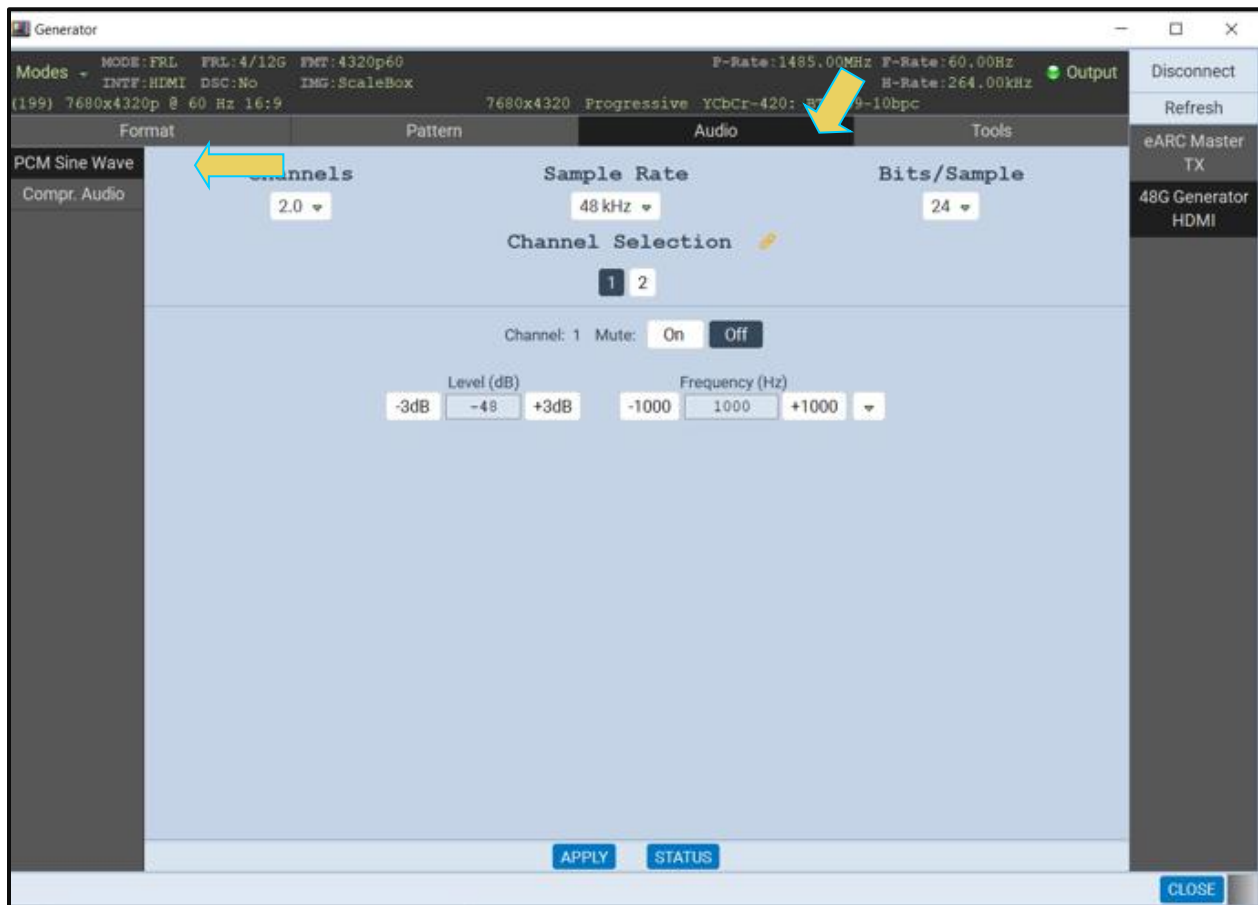 Generator
Modes MODE:FRL FRL:4/12G FMT:4320p60 P-Rate:1485.00MHz F-Rate:60.00Hz Output
INTF:HDMI DSC:No IMG:ScaleBox H-Rate:264.00kHz
(199) 7680x4320p @ 60 Hz 16:9 7680x4320 Progressive YCbCr-420: 9-10bpc
Disconnect
Refresh
Format Pattern Audio Tools
eARC Master
TX
48G Generator
HDMI
PCM Sine Wave
Compr. Audio
Channels Sample Rate Bits/Sample
2.0 48 kHz 24
Channel Selection
1 2
Channel: 1 Mute: On Off
Level (dB) Frequency (Hz)
-3dB -48 +3dB -1000 1000 +1000
APPLY STATUS
CLOSE